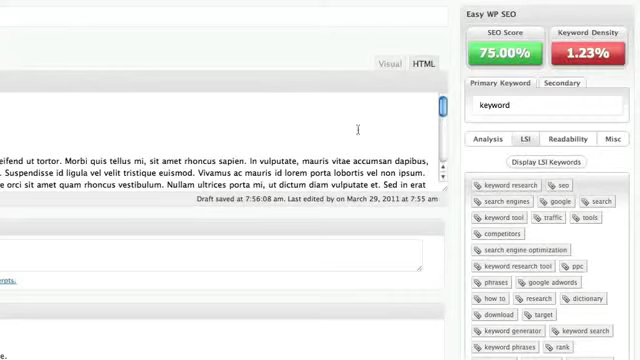 Easy WP SEO
SEO Score
Keyword Density
75.00%
1.23%
Visual
HTML
Primary Keyword
Secondary
keyword
eifend ut tortor. Morbi quis tellus mi, sit amet rhoncus sapien. In vulputate, mauris vitae accumsan dapibus,
. Suspendisse id ligula vel velit tristique euismod. Vivamus ac mauris id lorem porta lobortis vel non ipsum.
e orci sit amet quam rhoncus vestibulum. Nullam ultrices porta mi, ut dictum diam vulputate et. Sed in erat
Draft saved at 7:56:08 am. Last edited by on March 29, 2011 at 7:55 am
Analysis
LSI
Readability
Misc
Display LSI Keywords
keyword research
seo
search engines
google
search
keyword tool
traffic
tools
competitors
search engine optimization
keyword research tool
ppc
phrases
google adwords
how to
research
dictionary
download
target
keyword generator
keyword search
keyword phrases
rank
erpts.
e.